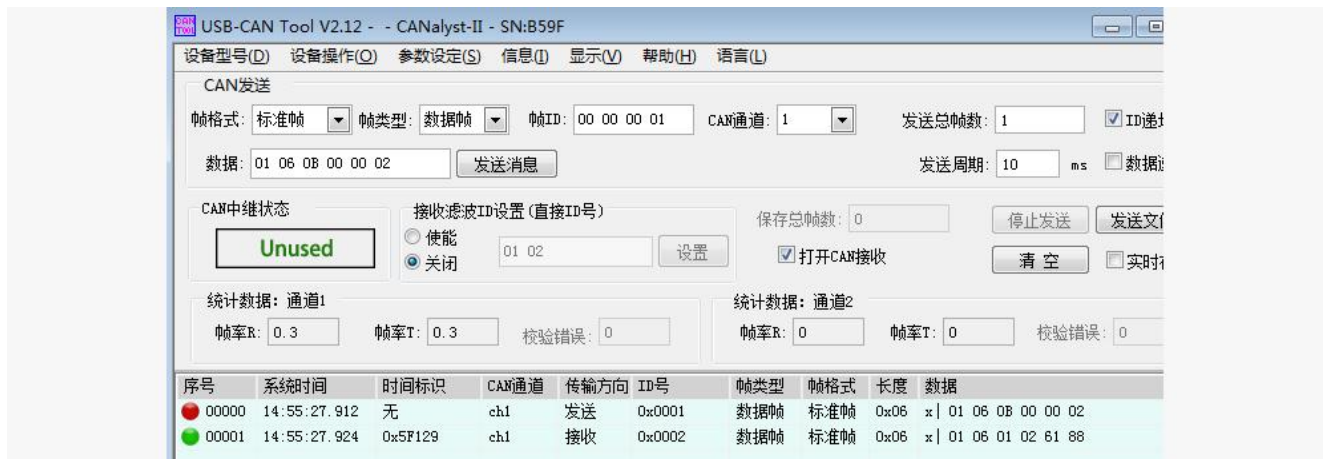 USB-CAN Tool V2.12 - - CANalyst-II - SN:B59F
设备型号(D) 设备操作(O) 参数设定(S) 信息(I) 显示(V) 帮助(H) 语言(L)
CAN发送
帧格式: 标准帧 帧类型: 数据帧 帧ID: 00 00 00 01 CAN通道: 1 发送总帧数: 1 ID递
数据: 01 06 0B 00 00 02 发送消息 发送周期: 10 ms 数据
CAN中继状态 接收滤波ID设置(直接ID号)
Unused 使能 关闭 01 02 设置
保存总帧数: 0 停止发送 发送文
打开CAN接收 清空 实时
统计数据: 通道1 统计数据: 通道2
帧率R: 0.3 帧率T: 0.3 校验错误: 0 帧率R: 0 帧率T: 0 校验错误: 0
序号 系统时间 时间标识 CAN通道 传输方向 ID号 帧类型 帧格式 长度 数据
00000 14:55:27.912 无 ch1 发送 0x0001 数据帧 标准帧 0x06 x| 01 06 0B 00 00 02
00001 14:55:27.924 0x5F129 ch1 接收 0x0002 数据帧 标准帧 0x06 x| 01 06 01 02 61 88